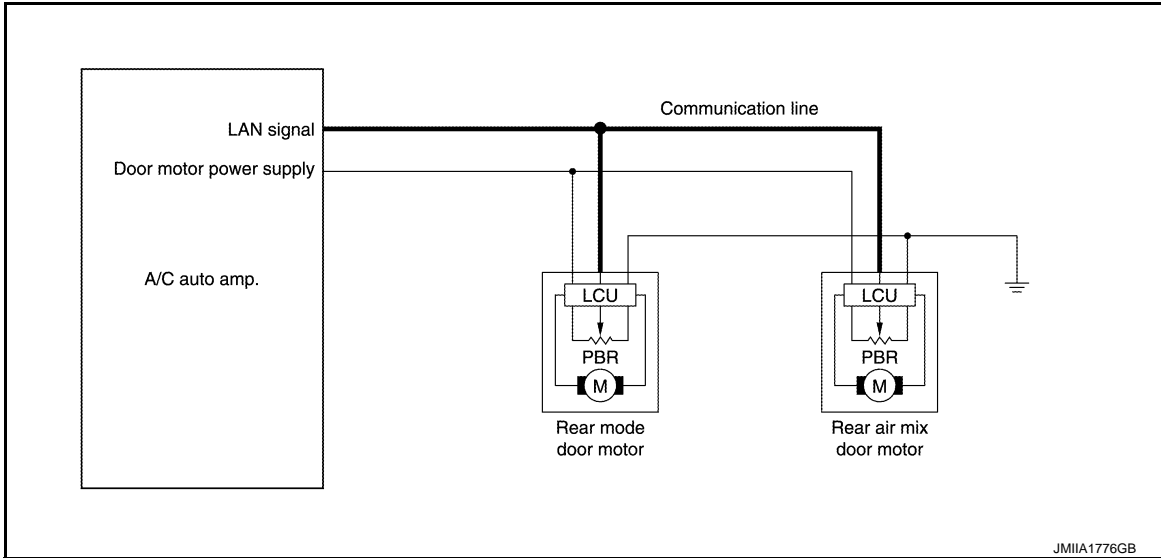 Communication line
LAN signal
Door motor power supply
A/C auto amp.
LCU
LCU
PBR
PBR
M
M
Rear mode
door motor
Rear air mix
door motor
JMIIA1776GB